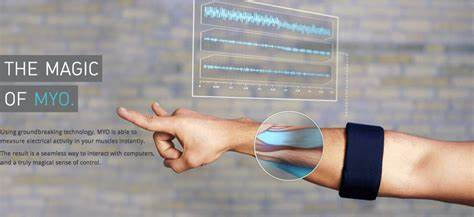 THE MAGIC
OF MYO.
Using groundbreaking technology, MYO is able to
measure electrical activity in your muscles instantly.
The result is a seamless way to interact with computers,
and a truly magical sense of control.